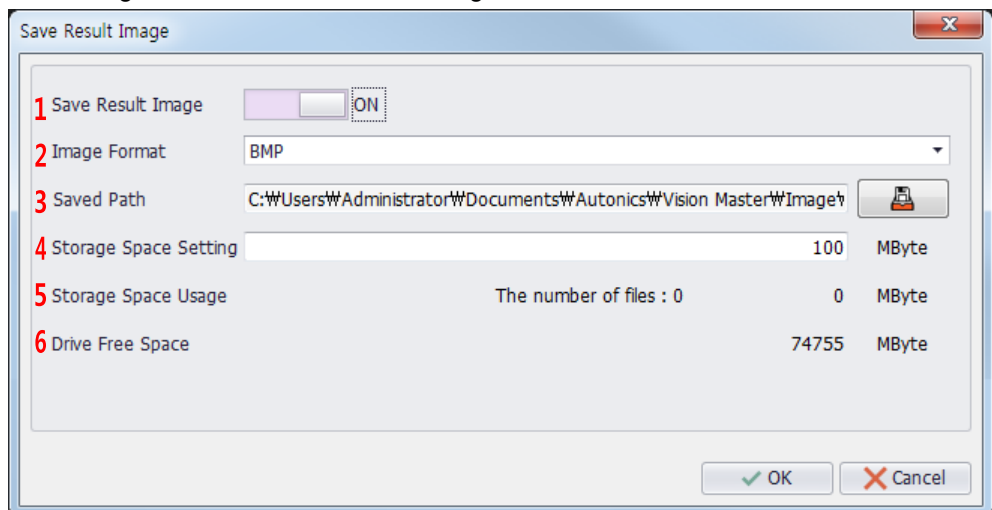 Save Result Image
1 Save Result Image ON
2 Image Format BMP
3 Saved Path C:₩Users₩Administrator₩Documents₩Autonics₩Vision Master₩Image₩
4 Storage Space Setting 100 MByte
5 Storage Space Usage The number of files : 0 0 MByte
6 Drive Free Space 74755 MByte
OK Cancel